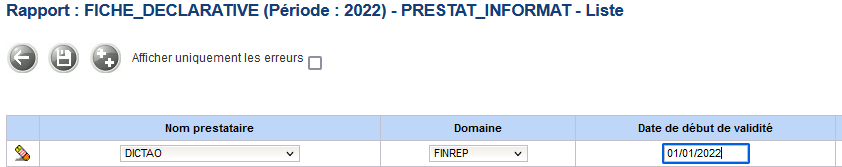 Rapport : FICHE_DECLARATIVE (Période : 2022) - PRESTAT_INFORMAT - Liste
Afficher uniquement les erreurs
Nom prestataire Domaine Date de début de validité
DICTAO FINREP 01/01/2022